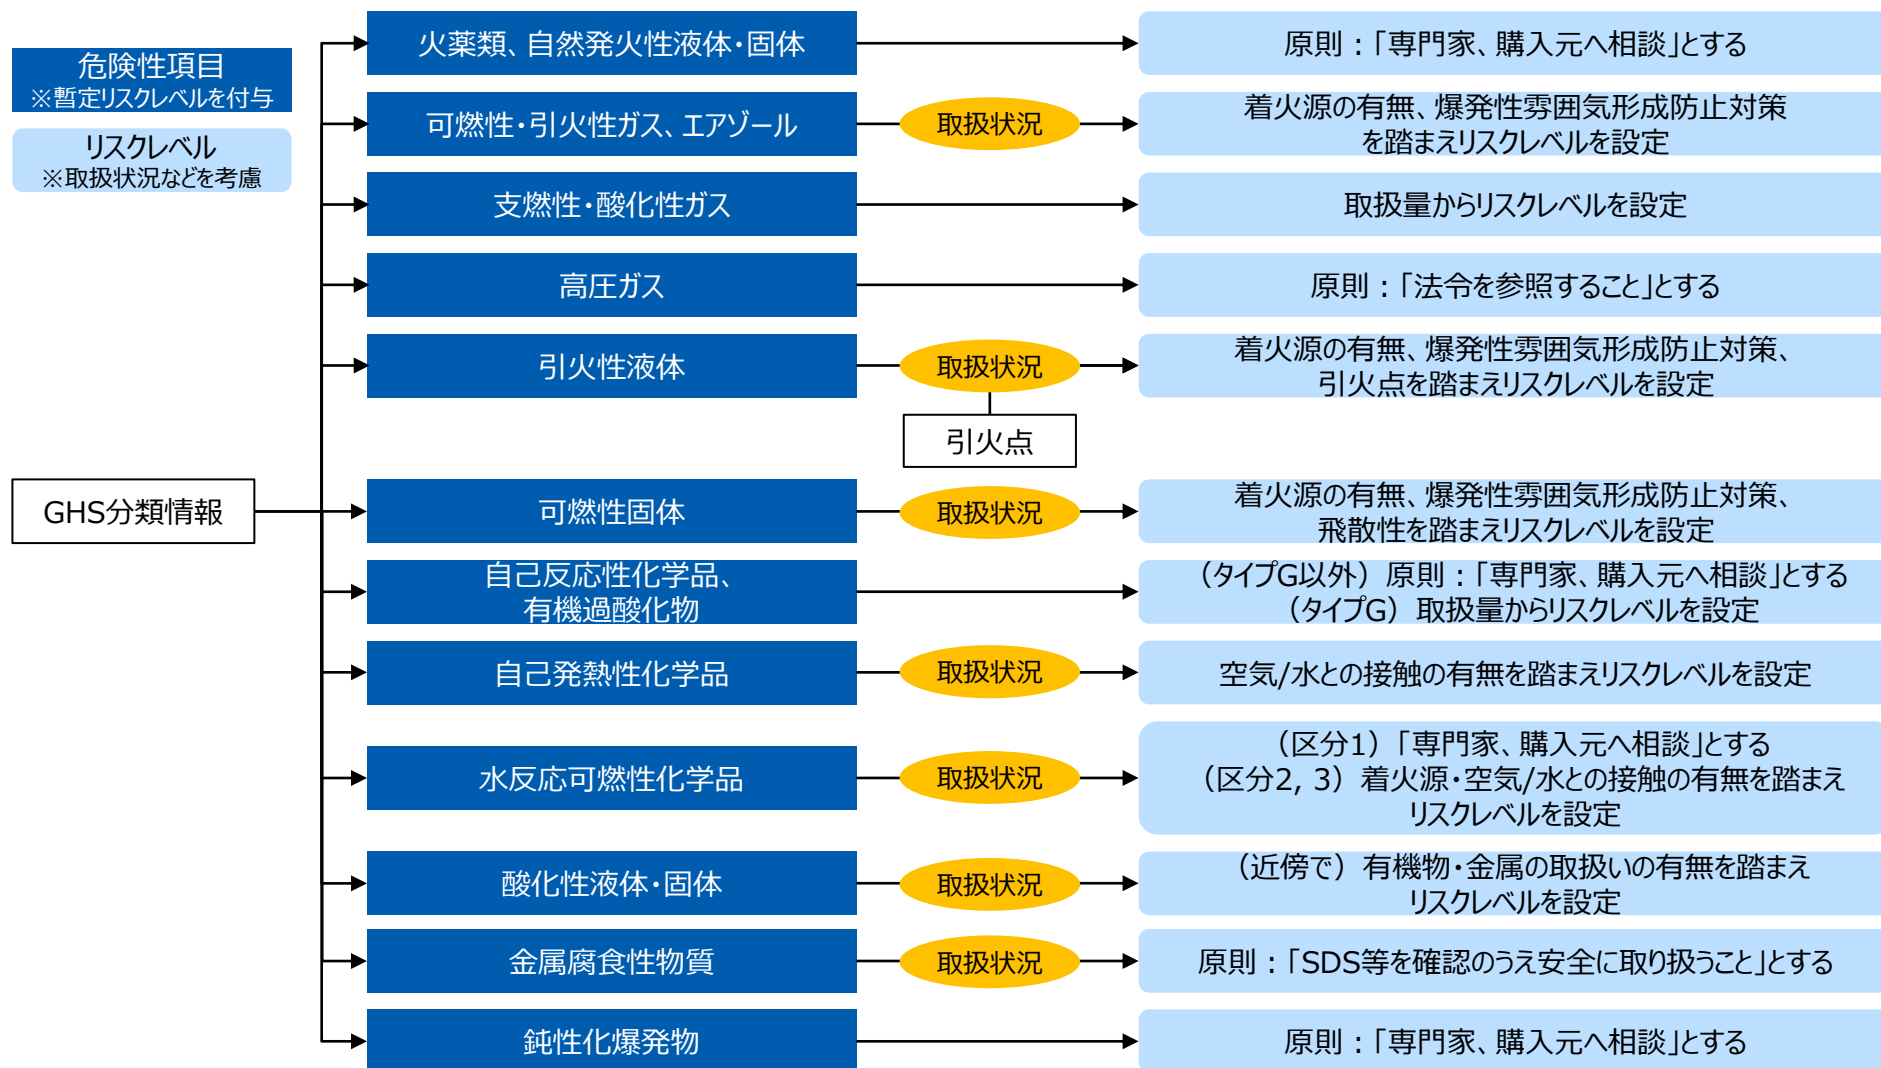 危険性項目
※暫定リスクレベルを付与
リスクレベル
※取扱状況などを考慮
GHS分類情報
火薬類、自然発火性液体・固体
原則：「専門家、購入元へ相談」とする
可燃性・引火性ガス、エアゾール
取扱状況
着火源の有無、爆発性雰囲気形成防止対策
を踏まえリスクレベルを設定
支燃性・酸化性ガス
取扱量からリスクレベルを設定
高圧ガス
原則：「法令を参照すること」とする
引火性液体
取扱状況
引火点
着火源の有無、爆発性雰囲気形成防止対策、
引火点を踏まえリスクレベルを設定
可燃性固体
取扱状況
着火源の有無、爆発性雰囲気形成防止対策、
飛散性を踏まえリスクレベルを設定
自己反応性化学品、
有機過酸化物
（タイプG以外）原則：「専門家、購入元へ相談」とする
（タイプG）取扱量からリスクレベルを設定
自己発熱性化学品
取扱状況
空気/水との接触の有無を踏まえリスクレベルを設定
水反応可燃性化学品
取扱状況
（区分1）「専門家、購入元へ相談」とする
（区分2, 3）着火源・空気/水との接触の有無を踏まえ
リスクレベルを設定
酸化性液体・固体
取扱状況
（近傍で）有機物・金属の取扱いの有無を踏まえ
リスクレベルを設定
金属腐食性物質
取扱状況
原則：「SDS等を確認のうえ安全に取り扱うこと」とする
鈍性化爆発物
原則：「専門家、購入元へ相談」とする